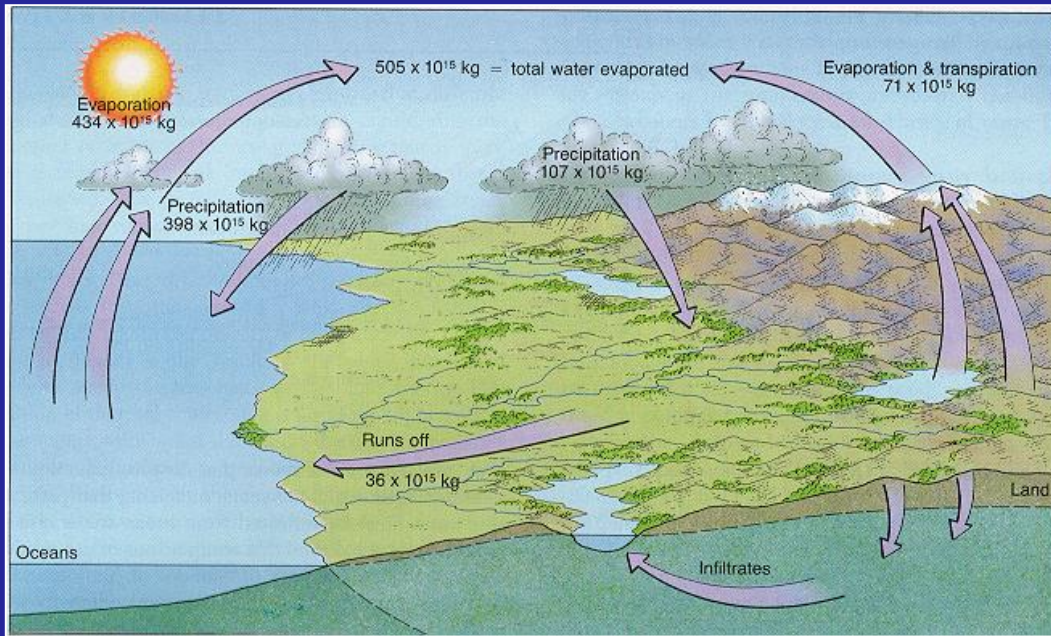 505 x 10¹⁵ kg = total water evaporated
Evaporation & transpiration
71 x 10¹⁵ kg
Evaporation
434 x 10¹⁵ kg
Precipitation
107 x 10¹⁵ kg
Precipitation
398 x 10¹⁵ kg
Runs off
36 x 10¹⁵ kg
Land
Oceans
Infiltrates